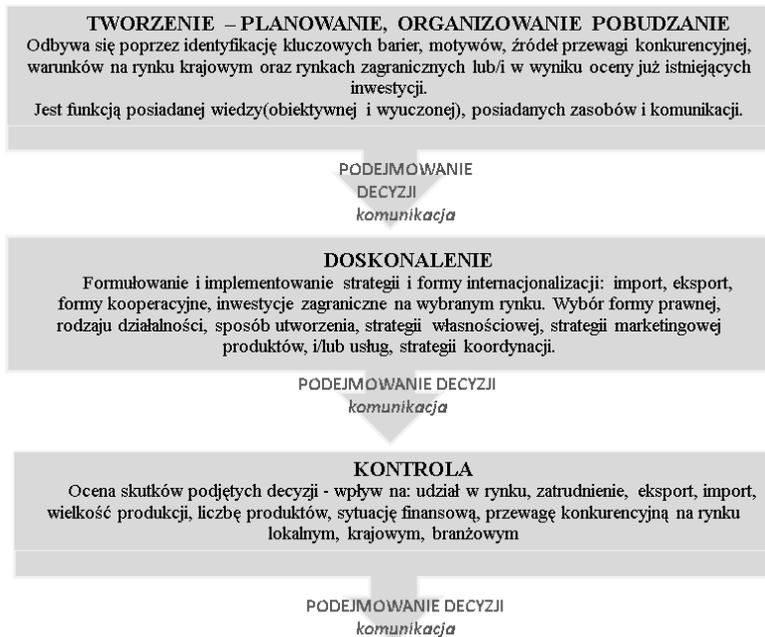 TWORZENIE – PLANOWANIE, ORGANIZOWANIE POBUDZANIE
Odbywa się poprzez identyfikację kluczowych barier, motywów, źródeł przewagi konkurencyjnej,
warunków na rynku krajowym oraz rynkach zagranicznych lub/i w wyniku oceny już istniejących
inwestycji.
Jest funkcją posiadanej wiedzy(obiektywnej i wyuczonej), posiadanych zasobów i komunikacji.
PODEJMOWANIE
DECYZJI
komunikacja
DOSKONALENIE
Formułowanie i implementowanie strategii i formy internacjonalizacji: import, eksport,
formy kooperacyjne, inwestycje zagraniczne na wybranym rynku. Wybór formy prawnej,
rodzaju działalności, sposób utworzenia, strategii własnościowej, strategii marketingowej
produktów, i/lub usług, strategii koordynacji.
PODEJMOWANIE DECYZJI
komunikacja
KONTROLA
Ocena skutków podjętych decyzji - wpływ na: udział w rynku, zatrudnienie, eksport, import,
wielkość produkcji, liczbę produktów, sytuację finansową, przewagę konkurencyjną na rynku
lokalnym, krajowym, branżowym
PODEJMOWANIE DECYZJI
komunikacja